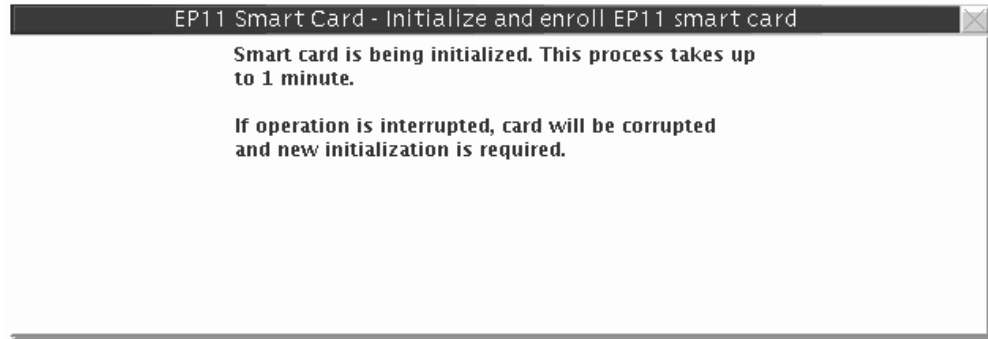 EP11 Smart Card - Initialize and enroll EP11 smart card
Smart card is being initialized. This process takes up
to 1 minute.
If operation is interrupted, card will be corrupted
and new initialization is required.